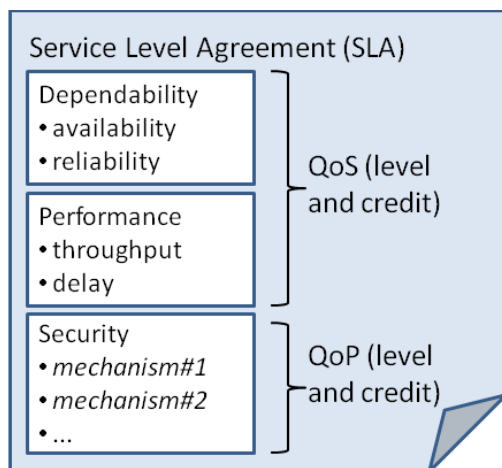 Service Level Agreement (SLA)
Dependability
• availability
• reliability
QoS (level
and credit)
Performance
• throughput
• delay
Security
• mechanism#1
• mechanism#2
• ...
QoP (level
and credit)